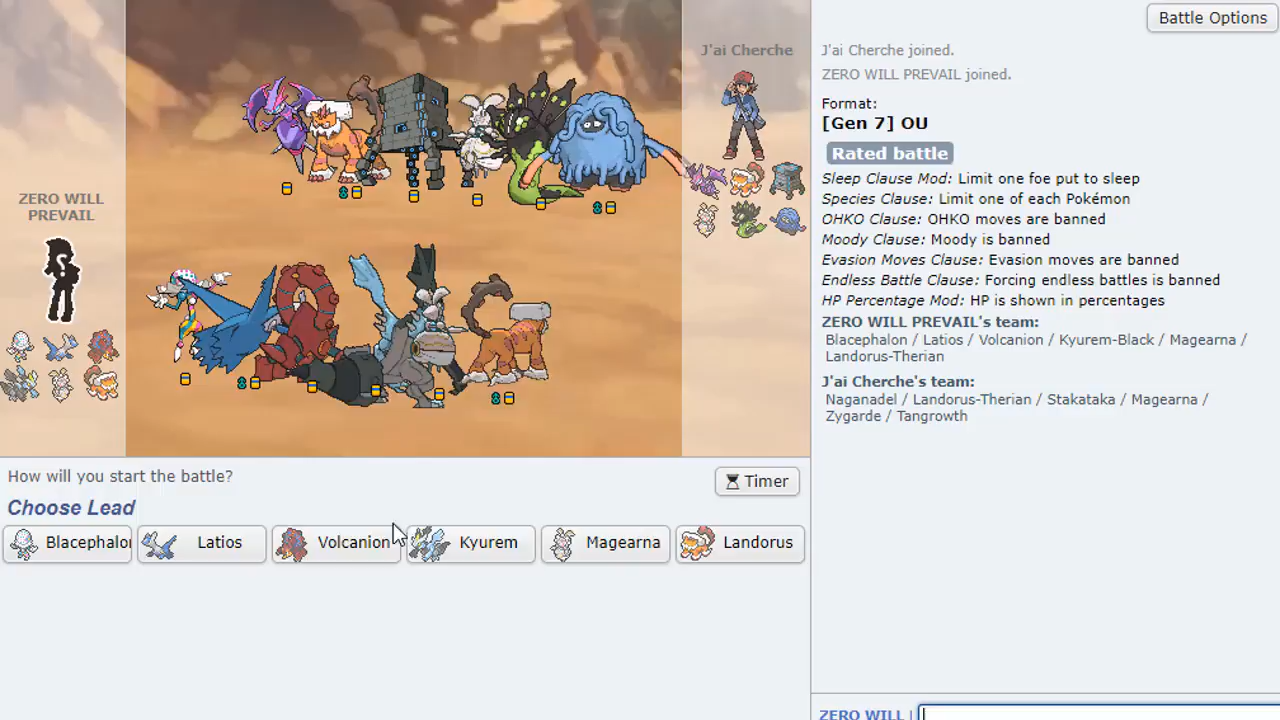 Battle Options
J'ai Cherche
J'ai Cherche joined.
ZERO WILL PREVAIL joined.
Format:
[Gen 7] OU
Rated battle
Sleep Clause Mod: Limit one foe put to sleep
Species Clause: Limit one of each Pokémon
OHKO Clause: OHKO moves are banned
Moody Clause: Moody is banned
Evasion Moves Clause: Evasion moves are banned
Endless Battle Clause: Forcing endless battles is banned
HP Percentage Mod: HP is shown in percentages
ZERO WILL PREVAIL's team:
Blacephalon / Latios / Volcanion / Kyurem-Black / Magearna /
Landorus-Therian
J'ai Cherche's team:
Naganadel / Landorus-Therian / Stakataka / Magearna /
Zygarde / Tangrowth
ZERO WILL
PREVAIL
How will you start the battle?
Timer
Choose Lead
Blacephalon
Latios
Volcanion
Kyurem
Magearna
Landorus
ZERO WILL